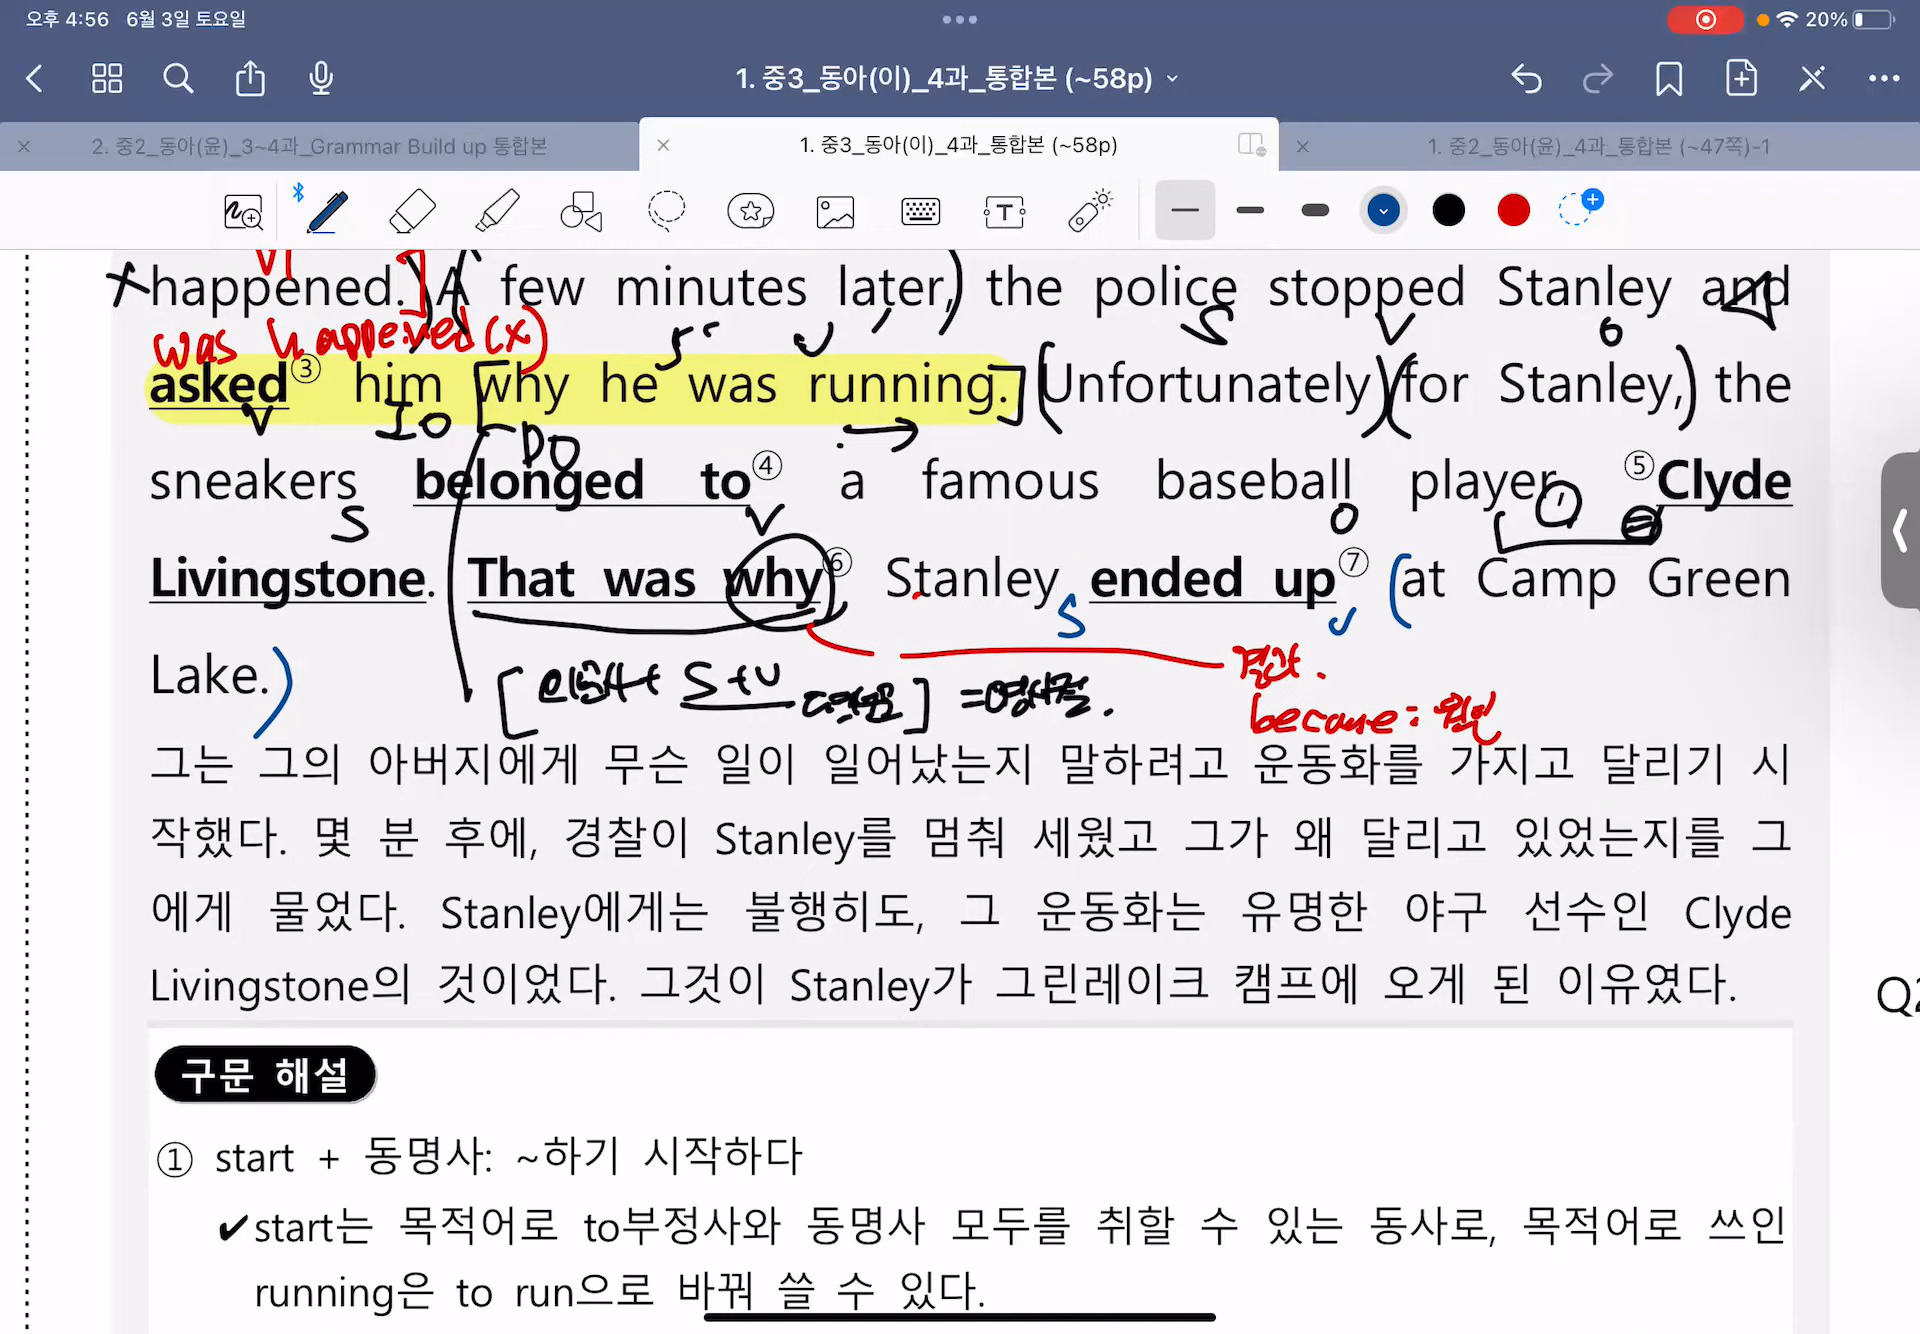 오후 4:56 6월 3일 토요일
20%
1. 중3_동아(이)_4과_통합본 (~58p)
2. 중2_동아(윤)_3~4과_Grammar Build up 통합본
1. 중3_동아(이)_4과_통합본 (~58p)
1. 중2_동아(윤)_4과_통합본 (~47쪽)-1
happened. A few minutes later, the police stopped Stanley and
S V O
was happened (x)
asked③ him why he was running. Unfortunately for Stanley, the
V IO DO
sneakers belonged to④ a famous baseball player, ⑤Clyde
S V O
Livingstone. That was why⑥ Stanley ended up⑦ (at Camp Green
S V
Lake.)
[의문사+ S+V ] =명사절.
결과.
because: 원인
그는 그의 아버지에게 무슨 일이 일어났는지 말하려고 운동화를 가지고 달리기 시
작했다. 몇 분 후에, 경찰이 Stanley를 멈춰 세웠고 그가 왜 달리고 있었는지를 그
에게 물었다. Stanley에게는 불행히도, 그 운동화는 유명한 야구 선수인 Clyde
Livingstone의 것이었다. 그것이 Stanley가 그린레이크 캠프에 오게 된 이유였다.
Q2
구문 해설
① start + 동명사: ~하기 시작하다
✔start는 목적어로 to부정사와 동명사 모두를 취할 수 있는 동사로, 목적어로 쓰인
running은 to run으로 바꿔 쓸 수 있다.